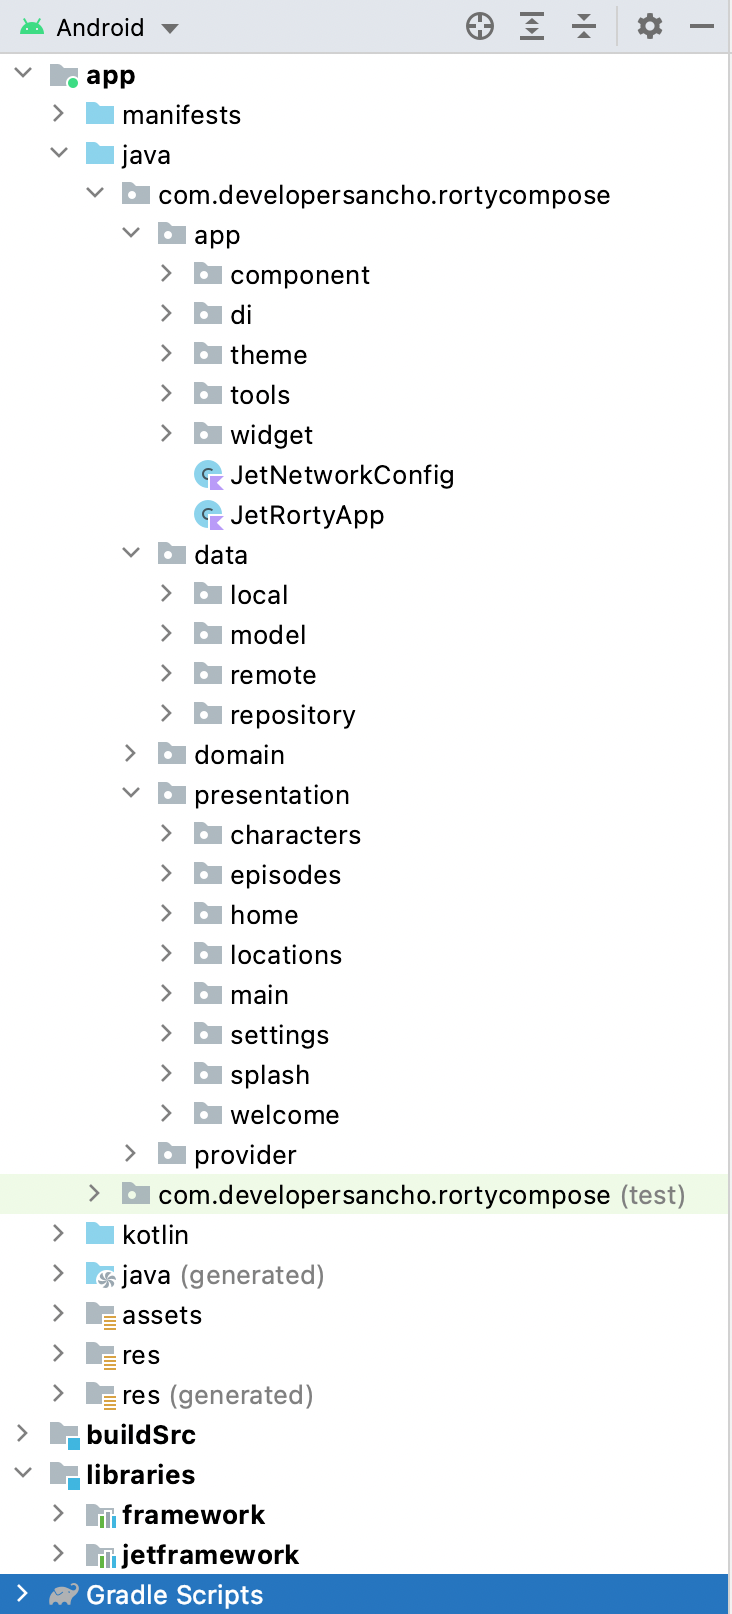 Android
app
manifests
java
com.developersancho.rortycompose
app
component
di
theme
tools
widget
JetNetworkConfig
JetRortyApp
data
local
model
remote
repository
domain
presentation
characters
episodes
home
locations
main
settings
splash
welcome
provider
com.developersancho.rortycompose (test)
kotlin
java (generated)
assets
res
res (generated)
buildSrc
libraries
framework
jetframework
Gradle Scripts